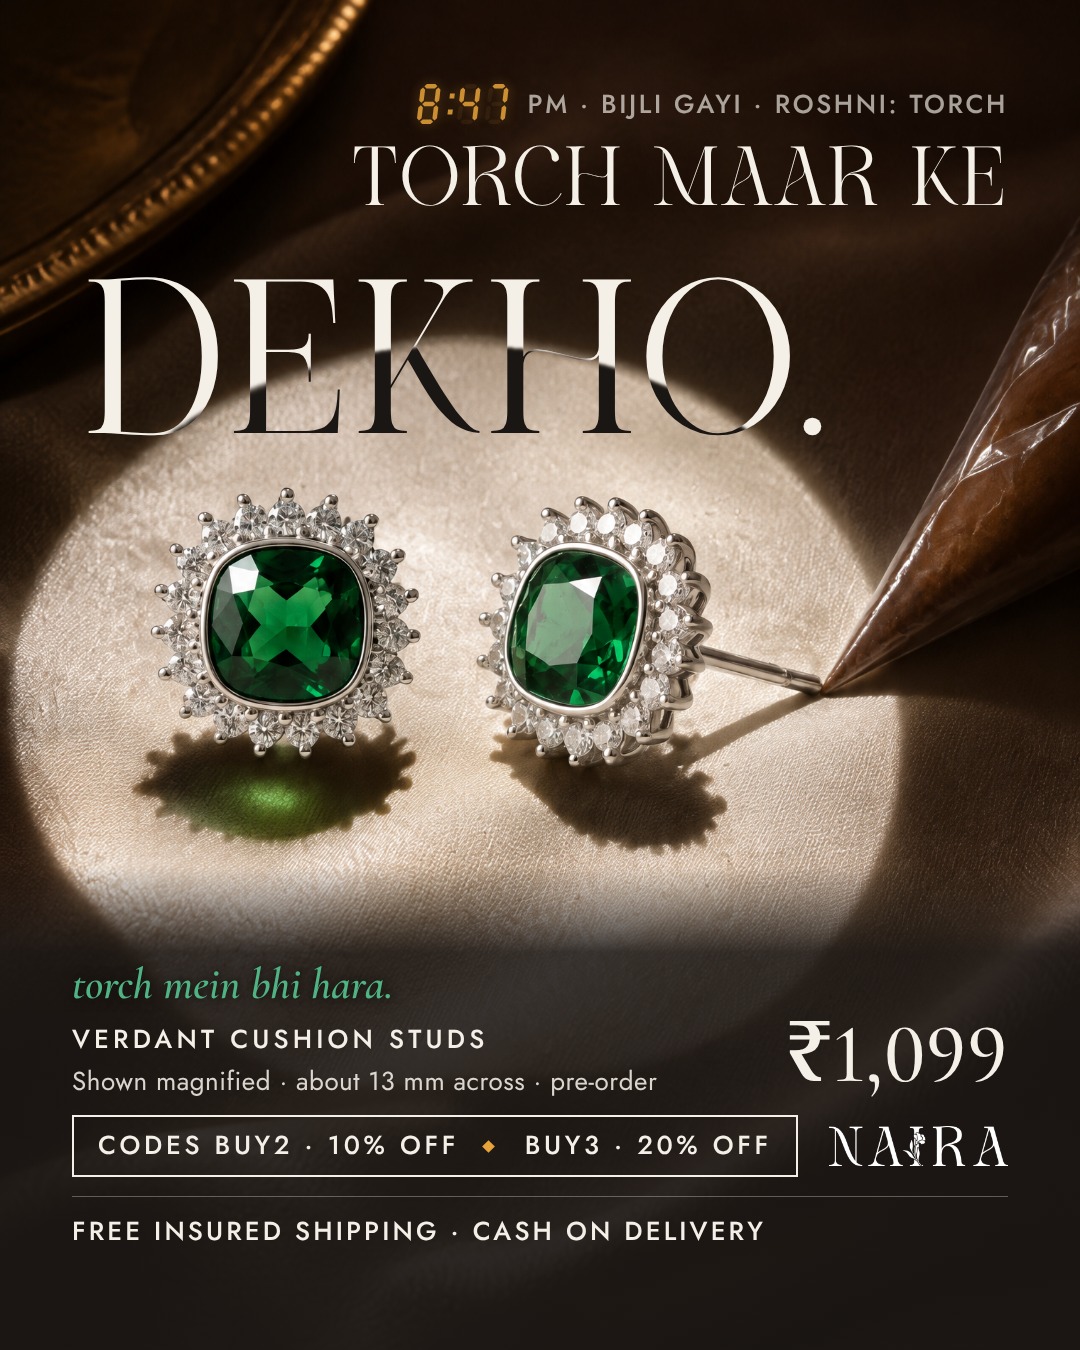 8:47 PM · BIJLI GAYI · ROSHNI: TORCH
TORCH MAAR KE
DEKHO.
torch mein bhi hara.
VERDANT CUSHION STUDS
₹1,099
Shown magnified · about 13 mm across · pre-order
CODES BUY2 · 10% OFF ◆ BUY3 · 20% OFF
NAIRA
FREE INSURED SHIPPING · CASH ON DELIVERY